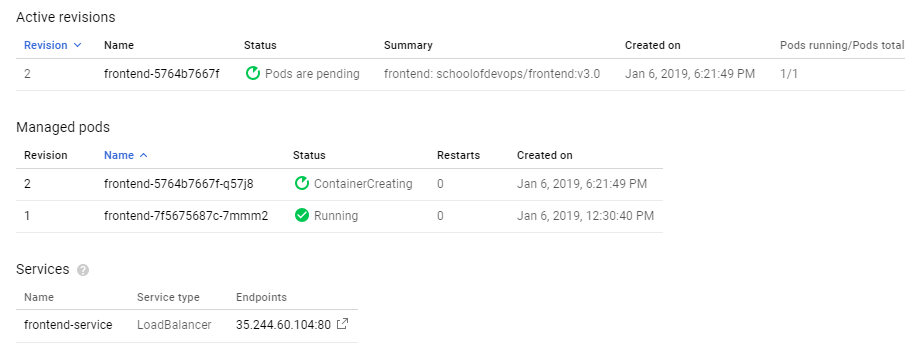 Active revisions
Revision Name Status Summary Created on Pods running/Pods total
2 frontend-5764b7667f Pods are pending frontend: schoolofdevops/frontend:v3.0 Jan 6, 2019, 6:21:49 PM 1/1
Managed pods
Revision Name Status Restarts Created on
2 frontend-5764b7667f-q57j8 ContainerCreating 0 Jan 6, 2019, 6:21:49 PM
1 frontend-7f5675687c-7mmm2 Running 0 Jan 6, 2019, 12:30:40 PM
Services ?
Name Service type Endpoints
frontend-service LoadBalancer 35.244.60.104:80